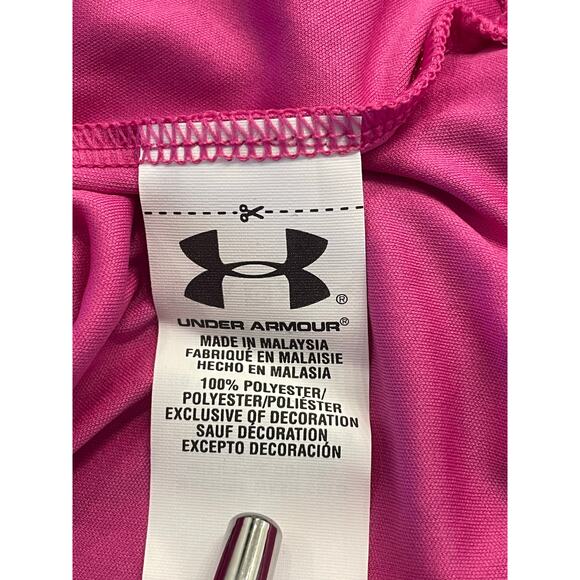 UNDER ARMOUR®
MADE IN MALAYSIA
FABRIQUÉ EN MALAISIE
HECHO EN MALASIA
100% POLYESTER/
POLYESTER/POLIÉSTER
EXCLUSIVE OF DECORATION
SAUF DÉCORATION
EXCEPTO DECORACIÓN